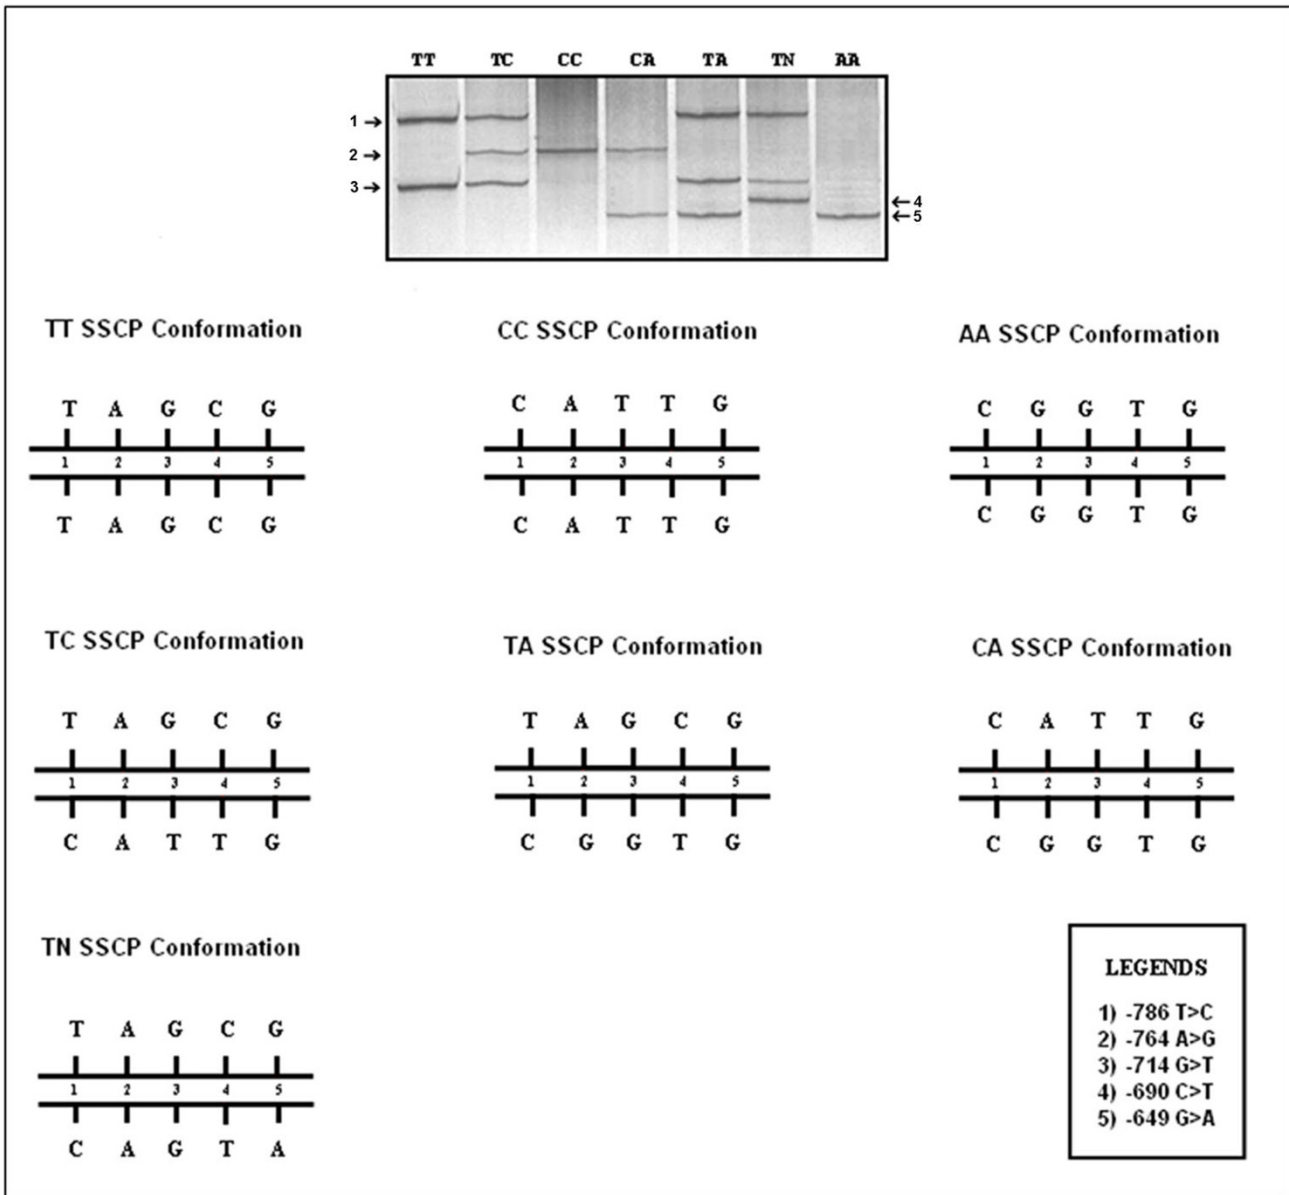 TT TC CC CA TA TN AA
1 →
2 →
3 →
← 4
← 5
TT SSCP Conformation
T A G C G
1 2 3 4 5
T A G C G
CC SSCP Conformation
C A T T G
1 2 3 4 5
C A T T G
AA SSCP Conformation
C G G T G
1 2 3 4 5
C G G T G
TC SSCP Conformation
T A G C G
1 2 3 4 5
C A T T G
TA SSCP Conformation
T A G C G
1 2 3 4 5
C G G T G
CA SSCP Conformation
C A T T G
1 2 3 4 5
C G G T G
TN SSCP Conformation
T A G C G
1 2 3 4 5
C A G T A
LEGENDS
1) -786 T>C
2) -764 A>G
3) -714 G>T
4) -690 C>T
5) -649 G>A